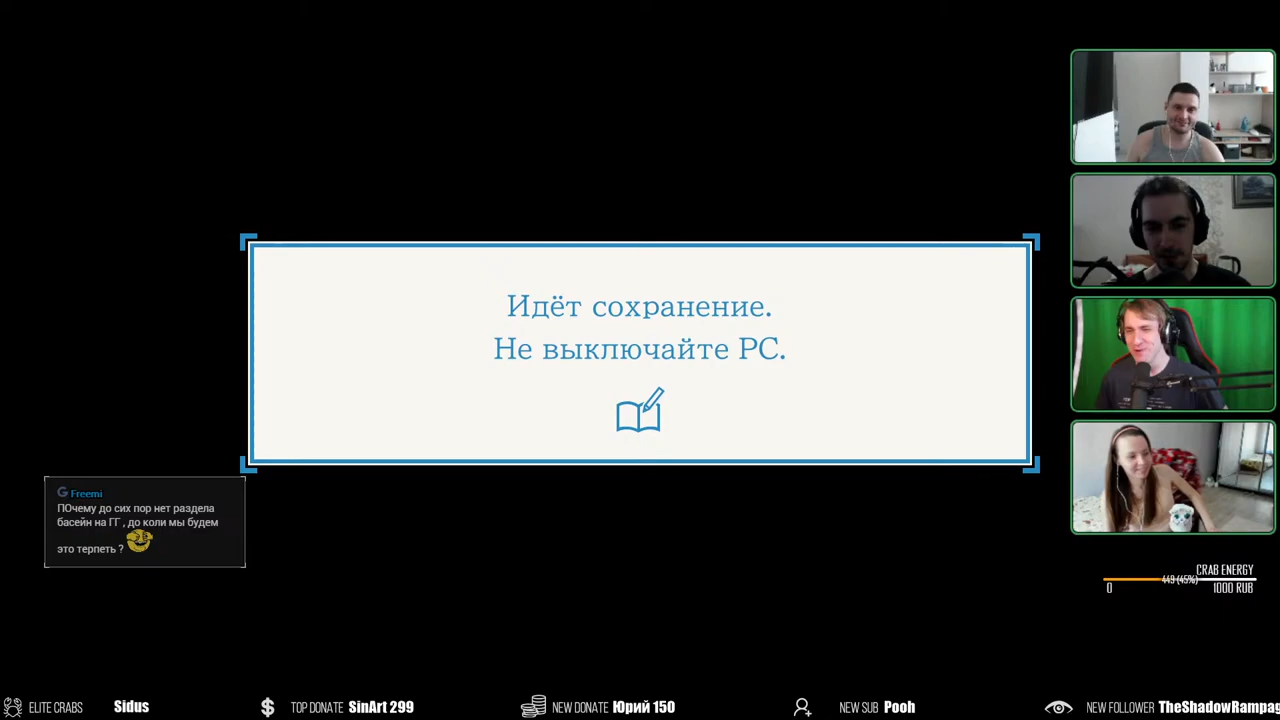 Идёт сохранение.
Не выключайте PC.
Freemi
ПОчему до сих пор нет раздела
басейн на ГГ , до коли мы будем
это терпеть ?
CRAB ENERGY
449 (45%)
0
1000 RUB
ELITE CRABS Sidus
TOP DONATE SinArt 299
NEW DONATE Юрий 150
NEW SUB Pooh
NEW FOLLOWER TheShadowRampag